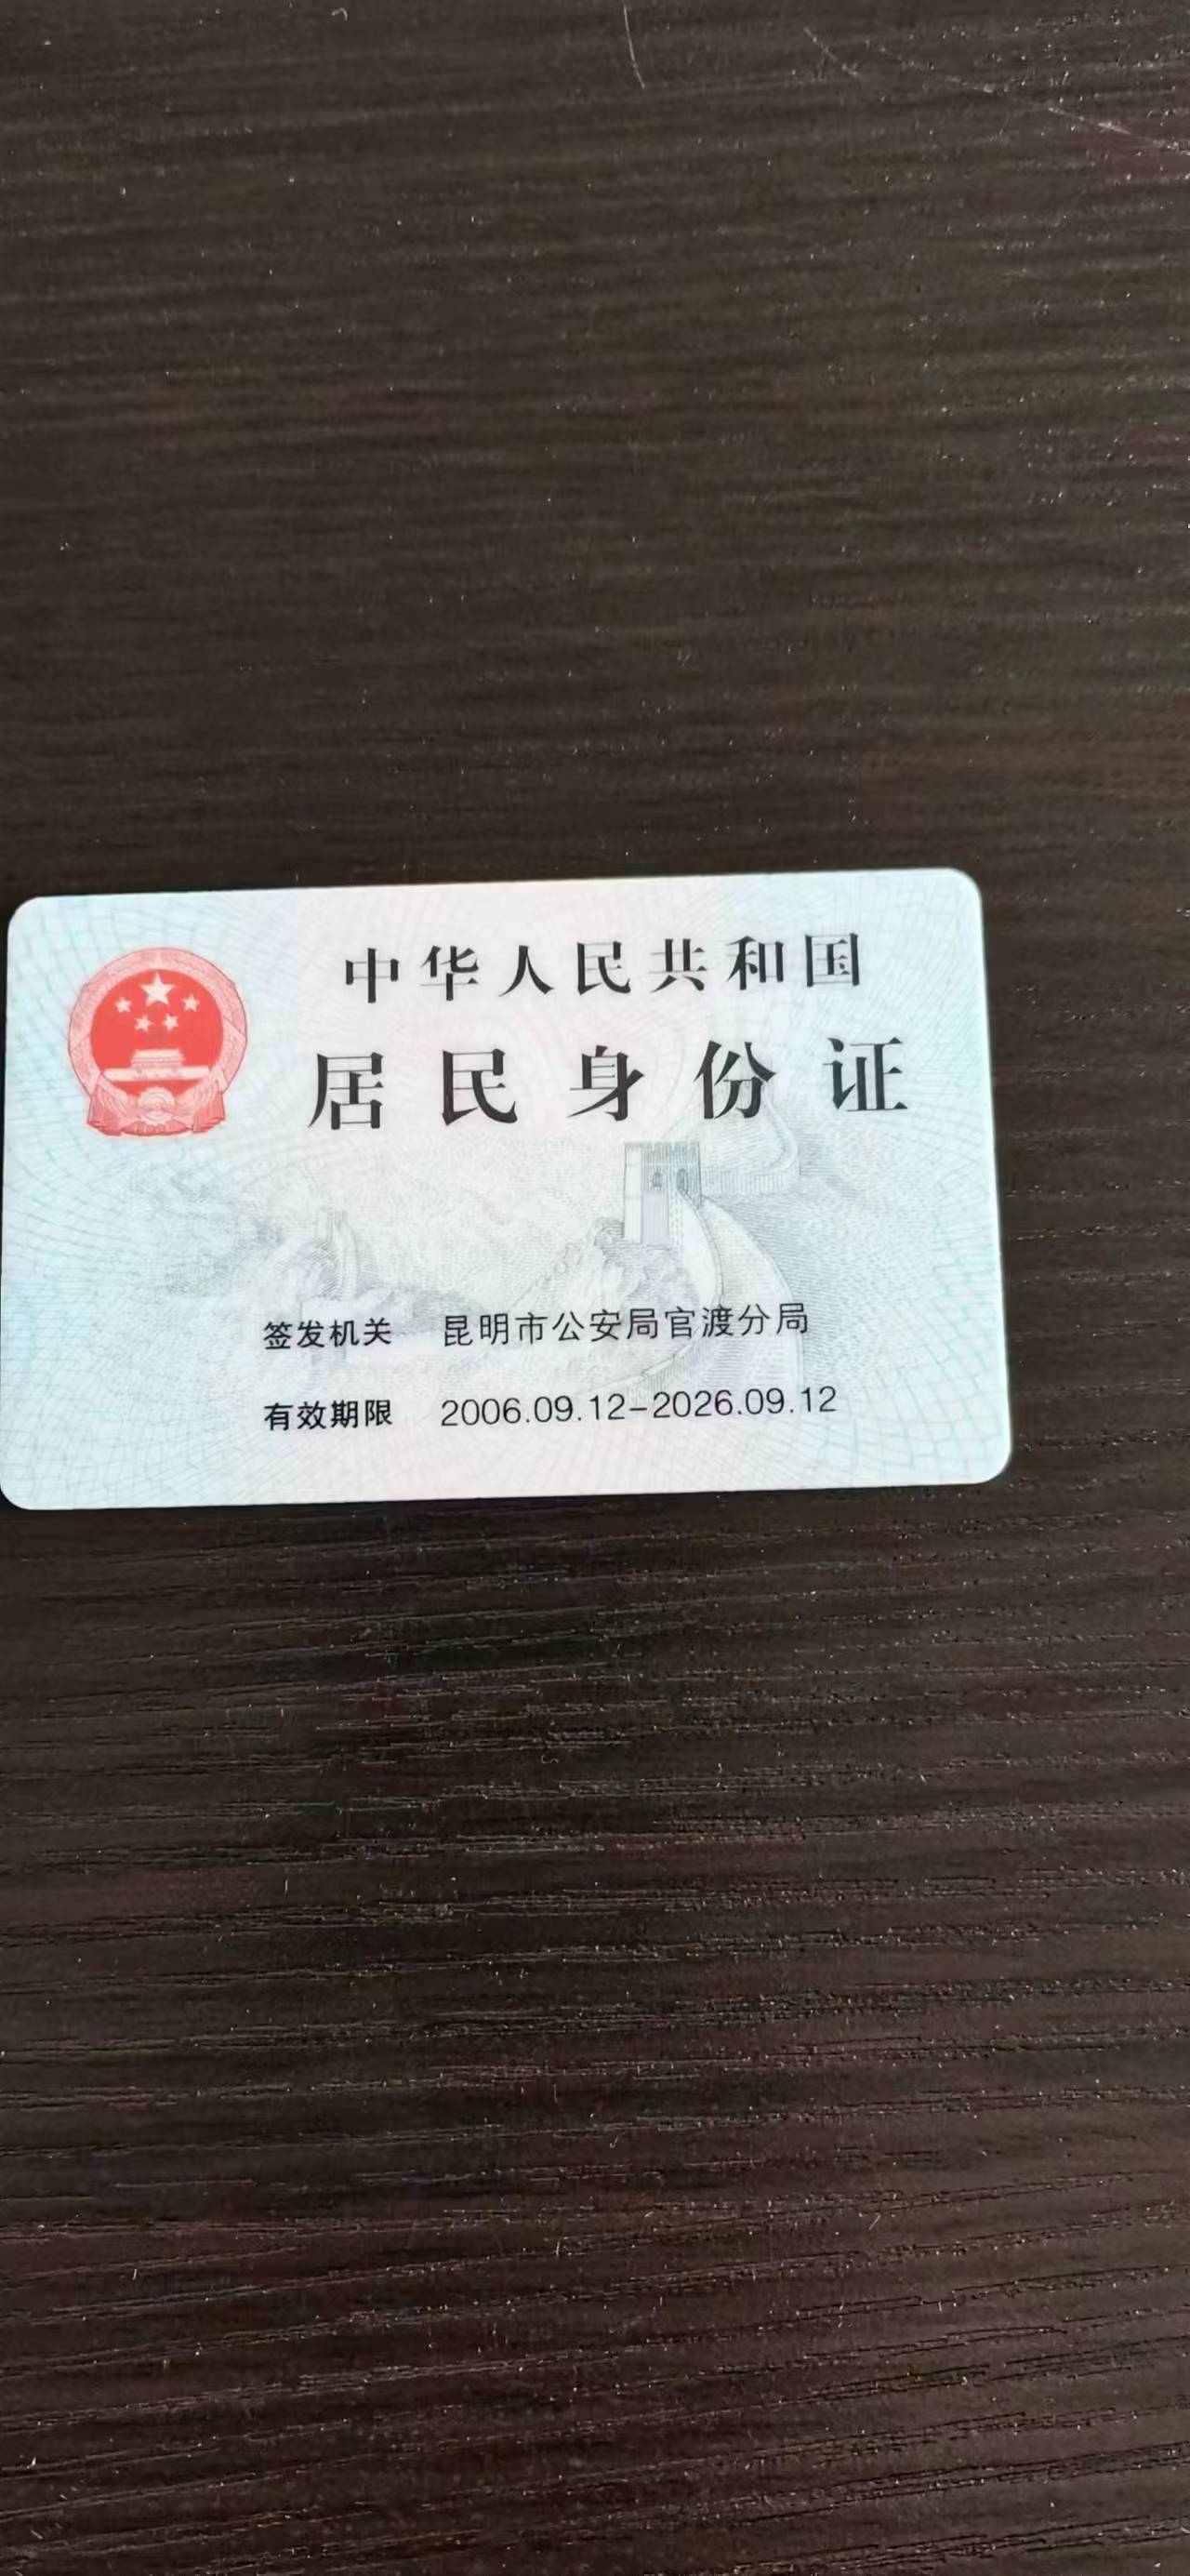 中华人民共和国
居民身份证
签发机关 昆明市公安局官渡分局
有效期限 2006.09.12-2026.09.12